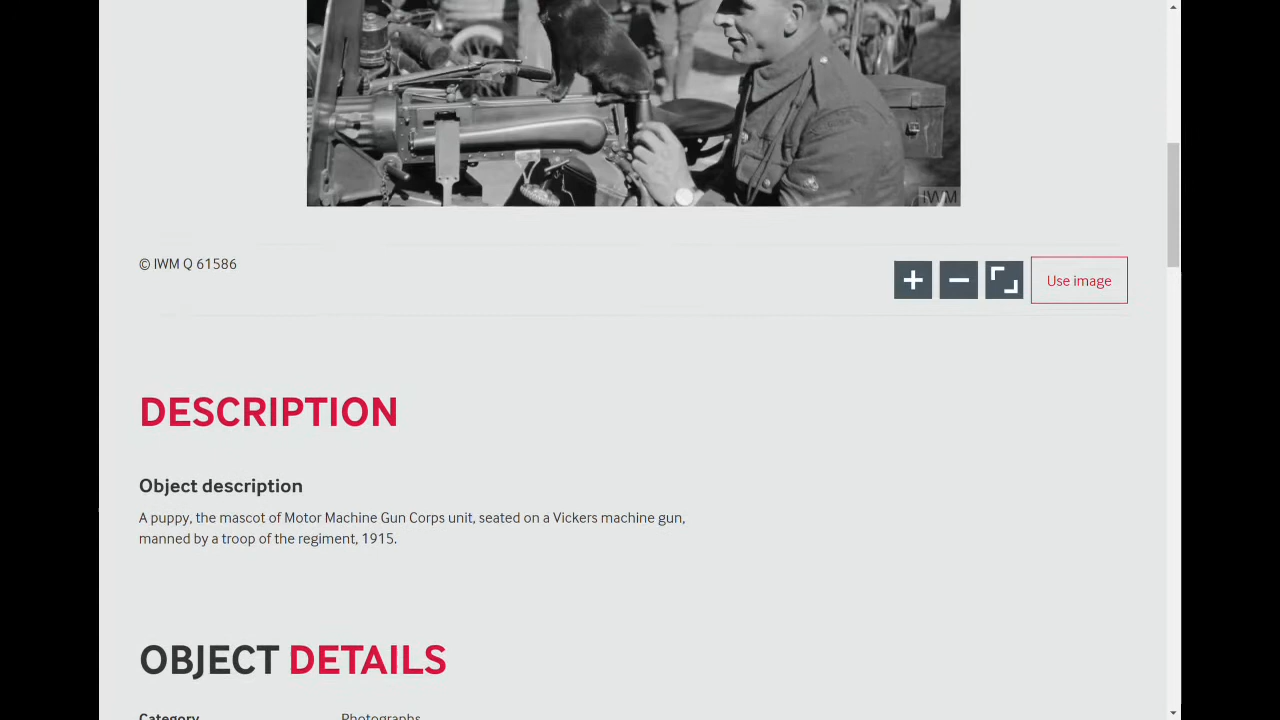 IWM
© IWM Q 61586
Use image
DESCRIPTION
Object description
A puppy, the mascot of Motor Machine Gun Corps unit, seated on a Vickers machine gun,
manned by a troop of the regiment, 1915.
OBJECT DETAILS
Category Photographs